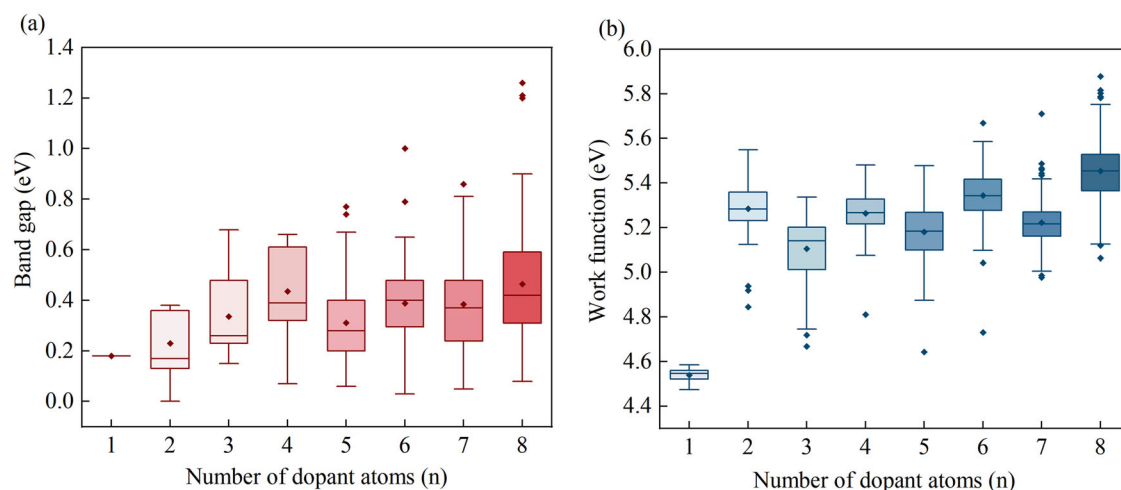 (a)
1.4
1.2
1.0
0.8
0.6
0.4
0.2
0.0
Band gap (eV)
1 2 3 4 5 6 7 8
Number of dopant atoms (n)
(b)
6.0
5.8
5.6
5.4
5.2
5.0
4.8
4.6
4.4
Work function (eV)
1 2 3 4 5 6 7 8
Number of dopant atoms (n)